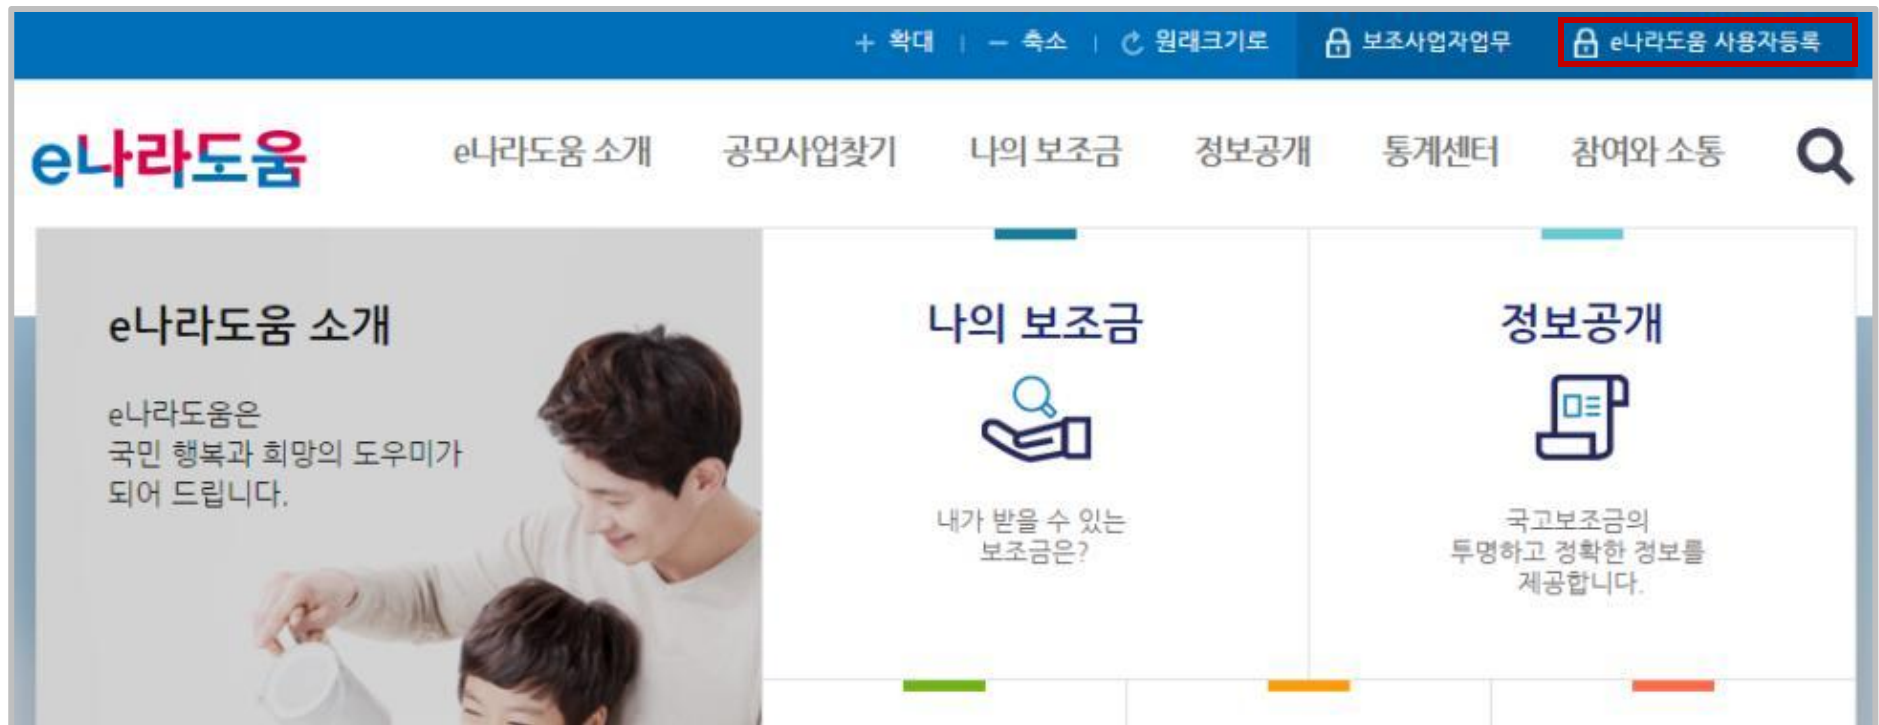 + 확대 | − 축소 | 원래크기로 보조사업자업무 e나라도움 사용자등록
e나라도움 e나라도움 소개 공모사업찾기 나의 보조금 정보공개 통계센터 참여와 소통
e나라도움 소개
e나라도움은
국민 행복과 희망의 도우미가
되어 드립니다.
나의 보조금
내가 받을 수 있는
보조금은?
정보공개
국고보조금의
투명하고 정확한 정보를
제공합니다.